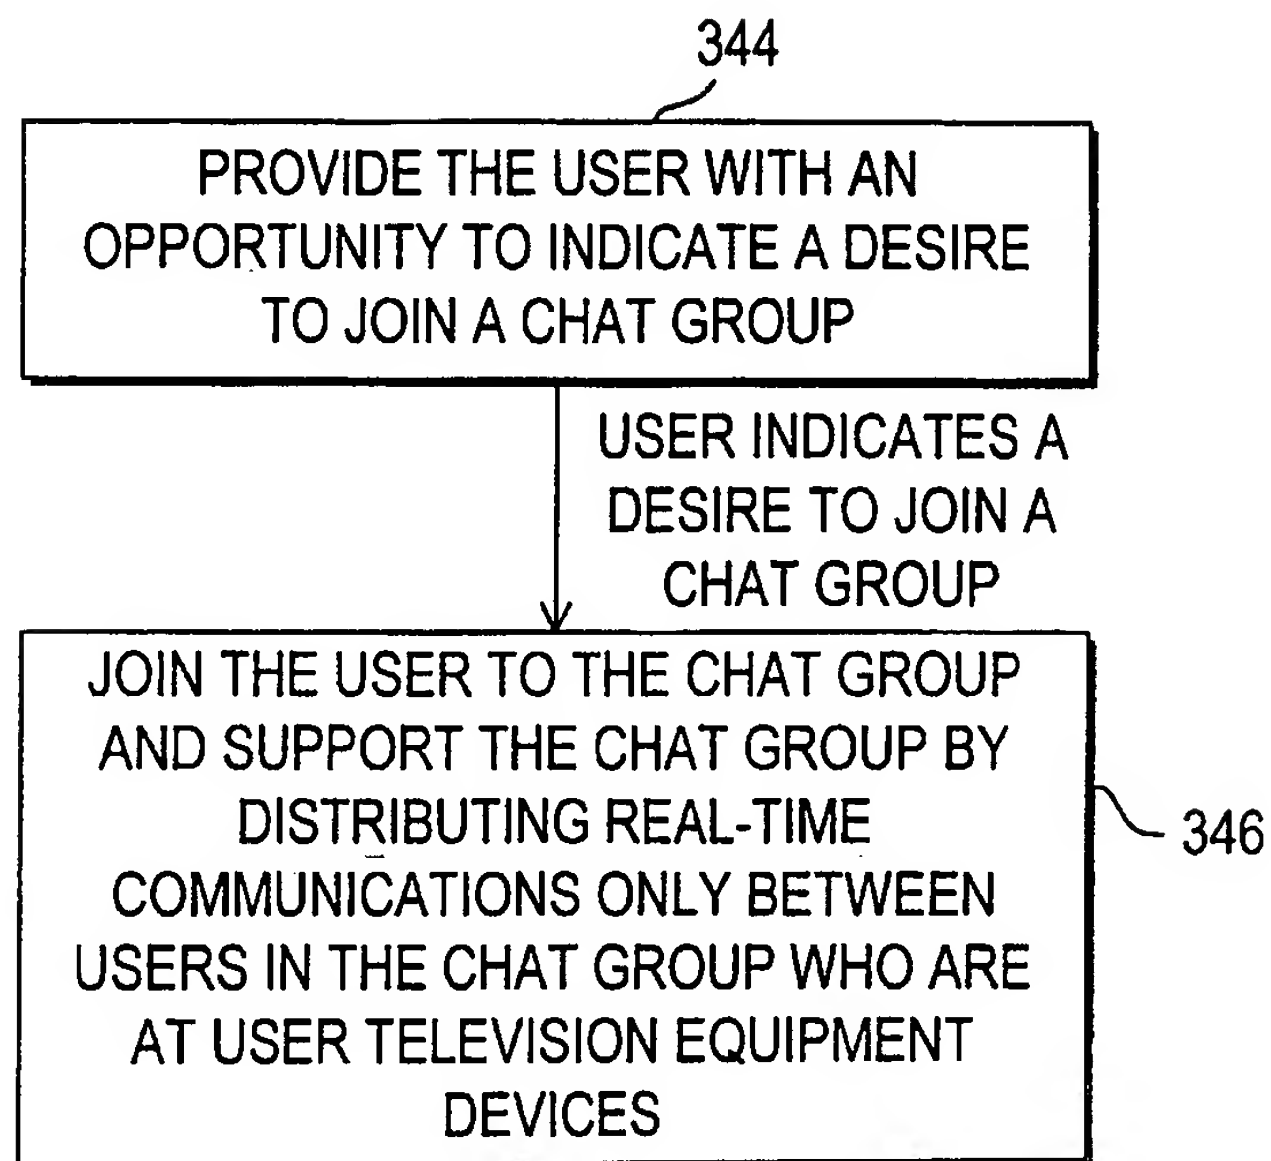 344
PROVIDE THE USER WITH AN
OPPORTUNITY TO INDICATE A DESIRE
TO JOIN A CHAT GROUP
USER INDICATES A
DESIRE TO JOIN A
CHAT GROUP
JOIN THE USER TO THE CHAT GROUP
AND SUPPORT THE CHAT GROUP BY
DISTRIBUTING REAL-TIME
COMMUNICATIONS ONLY BETWEEN
USERS IN THE CHAT GROUP WHO ARE
AT USER TELEVISION EQUIPMENT
DEVICES
346